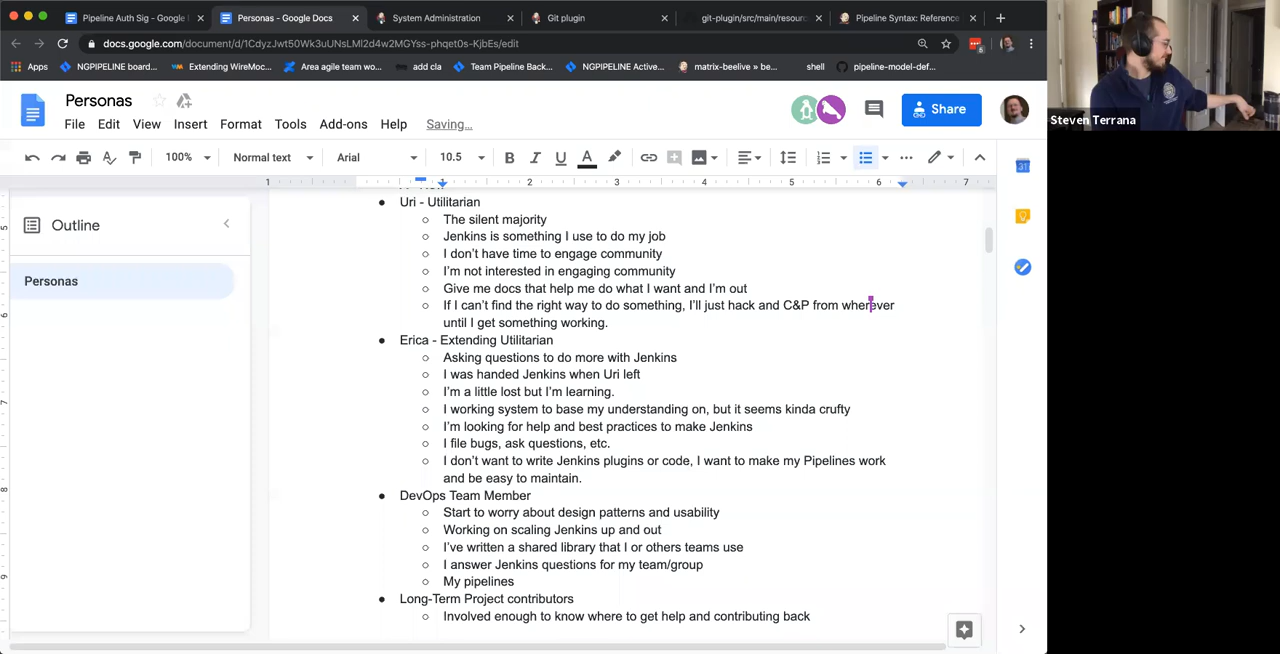 Pipeline Auth Sig - Google
Personas - Google Docs
System Administration
Git plugin
git-plugin/src/main/resour
Pipeline Syntax: Reference
docs.google.com/document/d/1CdyzJwt50Wk3uUNsLMl2d4w2MGYss-phqet0s-KjbEs/edit
Apps
NGPIPELINE board...
Extending WireMoc...
Area agile team wo...
add cla
Team Pipeline Back...
NGPIPELINE Active...
matrix-beelive » be...
shell
pipeline-model-def...
Steven Terrana
Personas
Share
File Edit View Insert Format Tools Add-ons Help Saving...
100% Normal text Arial 10.5 B I U A
1 1 2 3 4 5 6 7
Outline
Personas
Uri - Utilitarian
The silent majority
Jenkins is something I use to do my job
I don't have time to engage community
I'm not interested in engaging community
Give me docs that help me do what I want and I'm out
If I can't find the right way to do something, I'll just hack and C&P from wherever
until I get something working.
Erica - Extending Utilitarian
Asking questions to do more with Jenkins
I was handed Jenkins when Uri left
I'm a little lost but I'm learning.
I working system to base my understanding on, but it seems kinda crufty
I'm looking for help and best practices to make Jenkins
I file bugs, ask questions, etc.
I don't want to write Jenkins plugins or code, I want to make my Pipelines work
and be easy to maintain.
DevOps Team Member
Start to worry about design patterns and usability
Working on scaling Jenkins up and out
I've written a shared library that I or others teams use
I answer Jenkins questions for my team/group
My pipelines
Long-Term Project contributors
Involved enough to know where to get help and contributing back